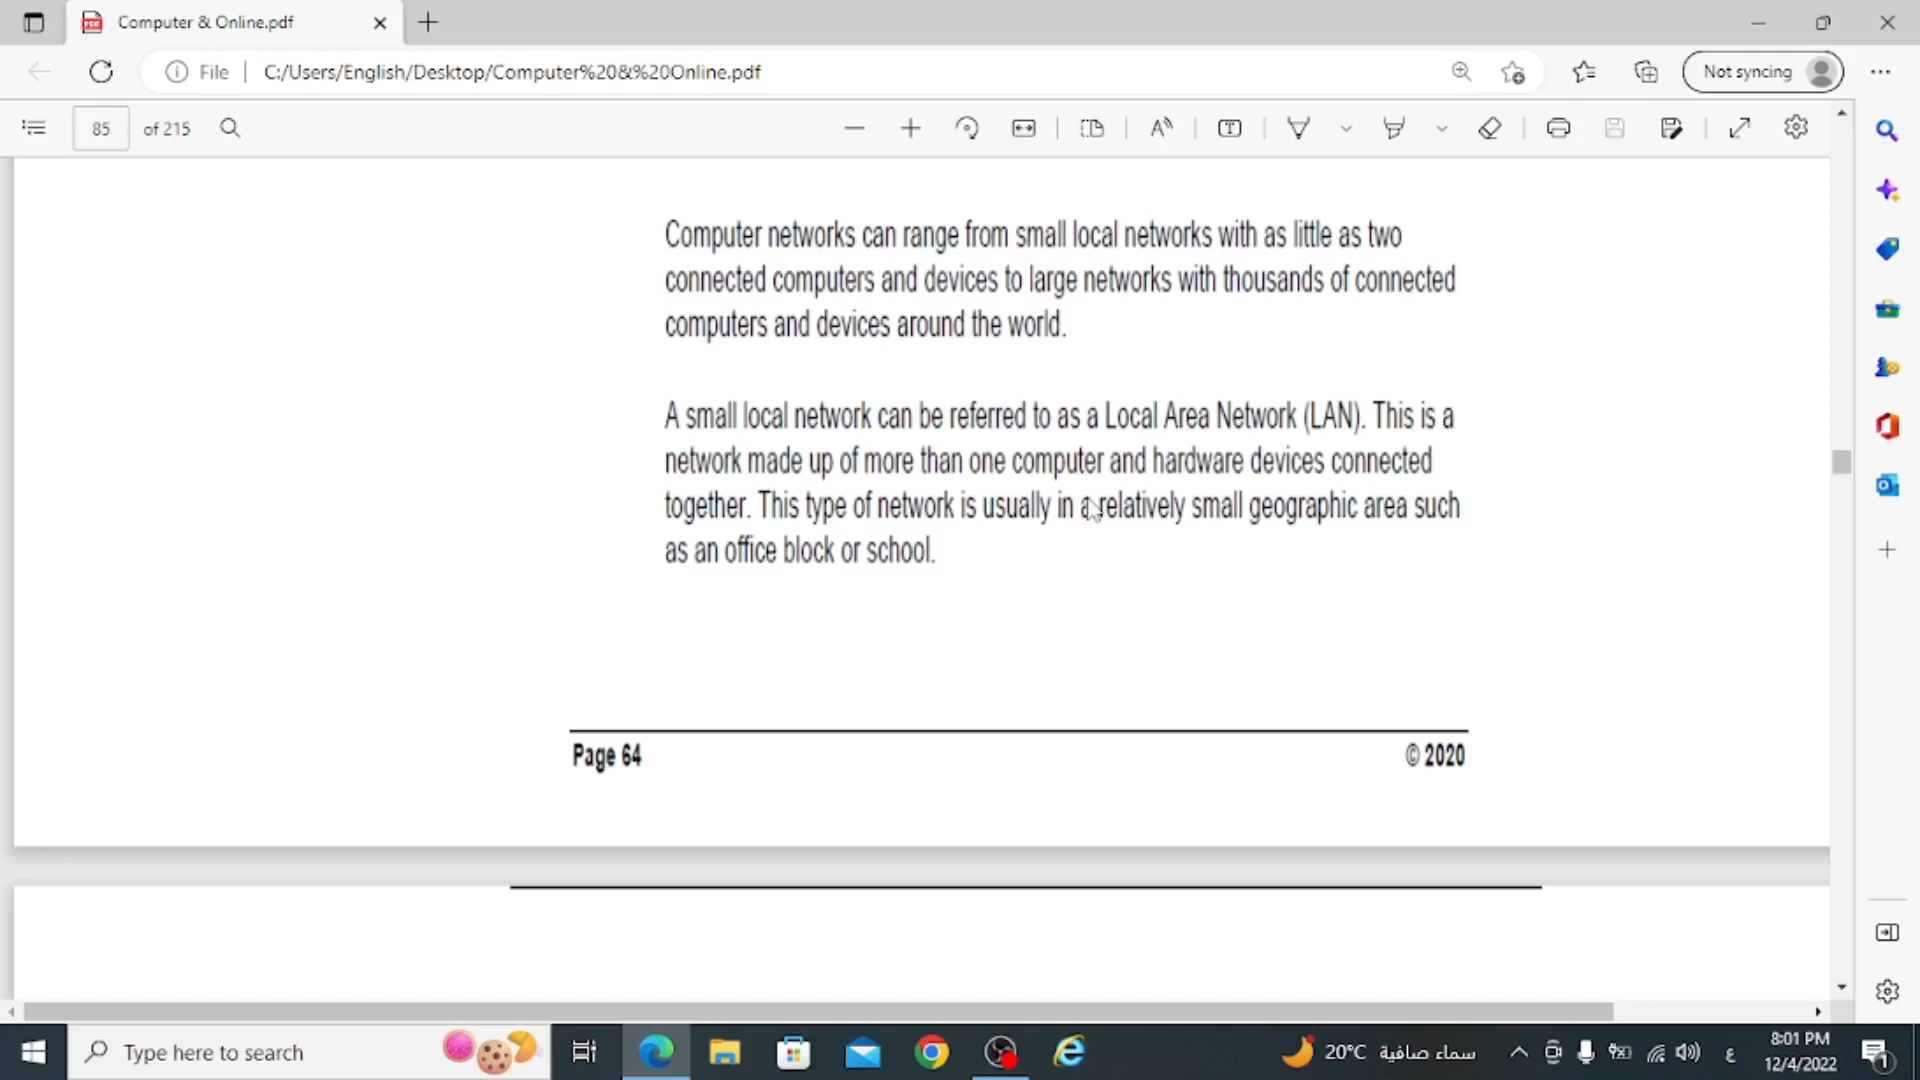 Computer & Online.pdf
File
C:/Users/English/Desktop/Computer%20&%20Online.pdf
Not syncing
85 of 215
Computer networks can range from small local networks with as little as two
connected computers and devices to large networks with thousands of connected
computers and devices around the world.
A small local network can be referred to as a Local Area Network (LAN). This is a
network made up of more than one computer and hardware devices connected
together. This type of network is usually in a relatively small geographic area such
as an office block or school.
Page 64
© 2020
Type here to search
20°C سماء صافية
ع
8:01 PM
12/4/2022
1